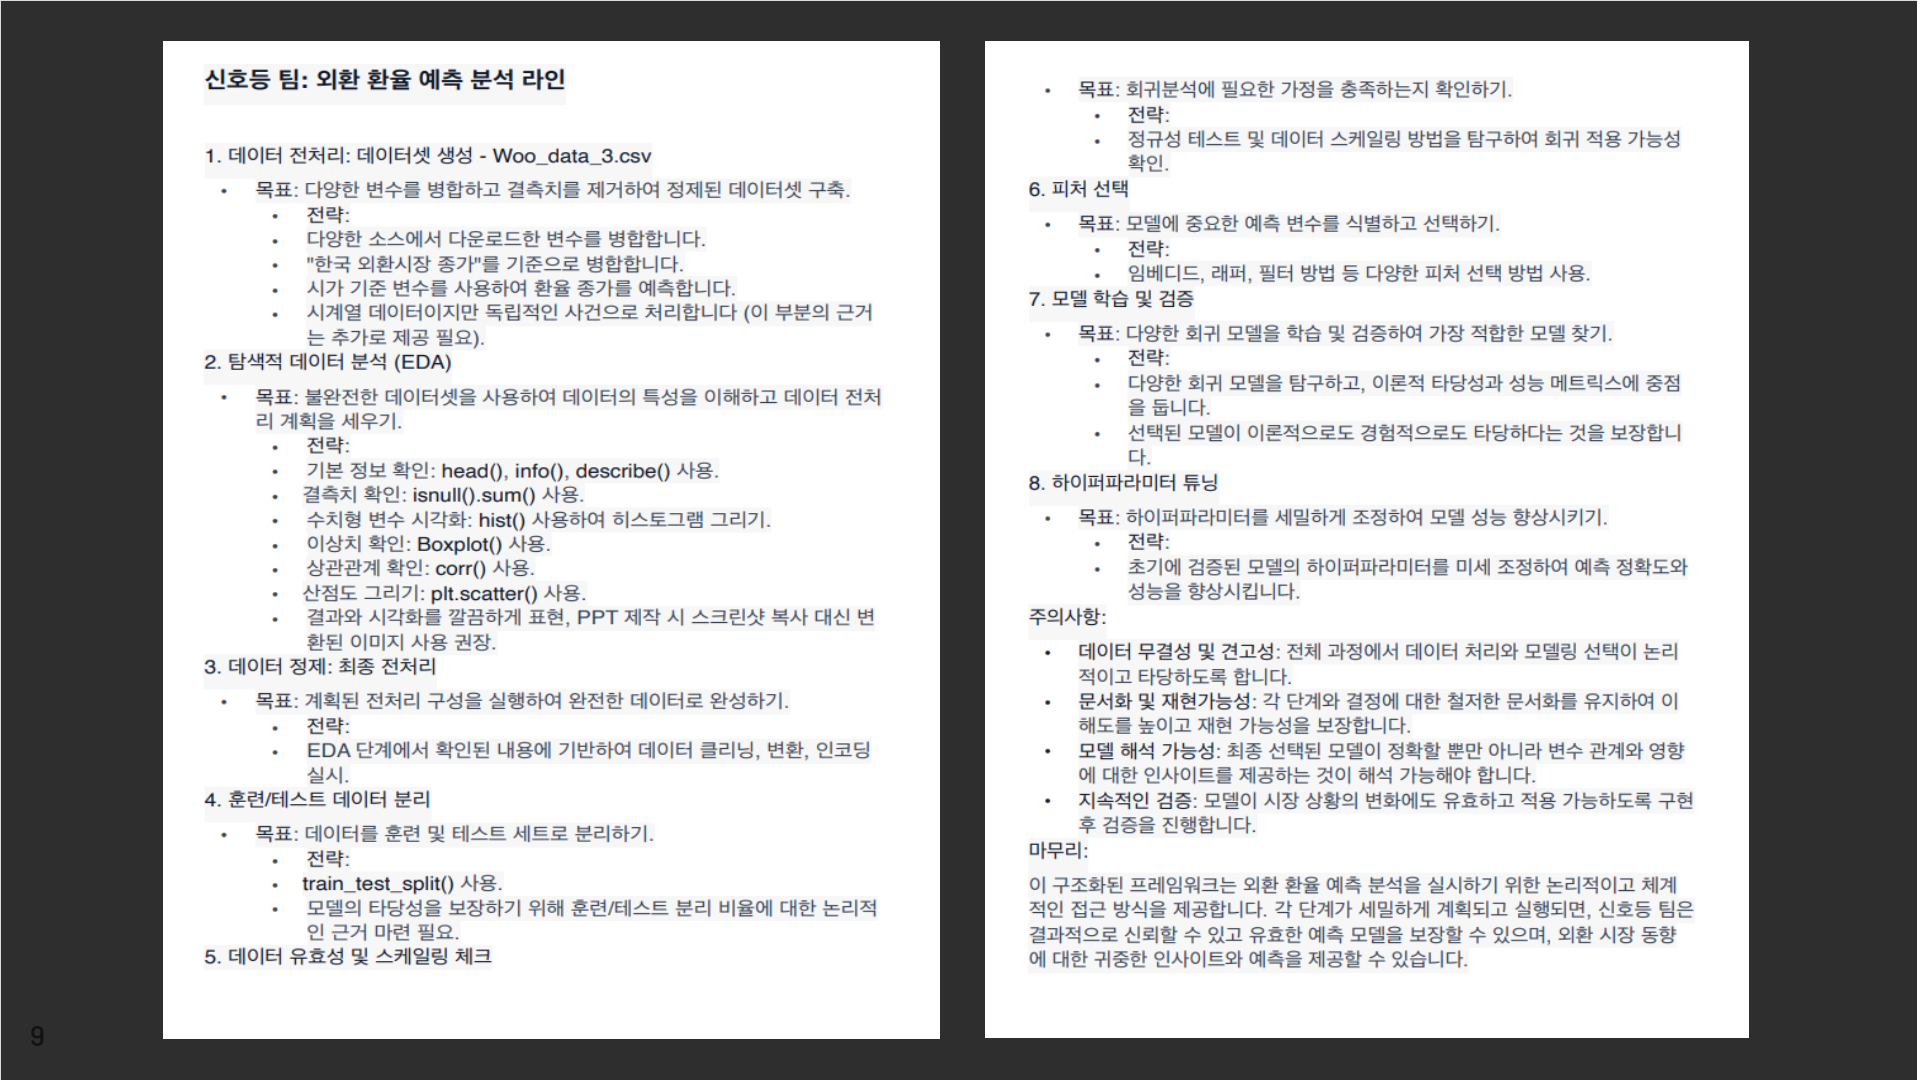 신호등 팀: 외환 환율 예측 분석 라인
1. 데이터 전처리: 데이터셋 생성 - Woo_data_3.csv
• 목표: 다양한 변수를 병합하고 결측치를 제거하여 정제된 데이터셋 구축.
• 전략:
• 다양한 소스에서 다운로드한 변수를 병합합니다.
• "한국 외환시장 종가"를 기준으로 병합합니다.
• 시가 기준 변수를 사용하여 환율 종가를 예측합니다.
• 시계열 데이터이지만 독립적인 사건으로 처리합니다 (이 부분의 근거
는 추가로 제공 필요).
2. 탐색적 데이터 분석 (EDA)
• 목표: 불완전한 데이터셋을 사용하여 데이터의 특성을 이해하고 데이터 전처
리 계획을 세우기.
• 전략:
• 기본 정보 확인: head(), info(), describe() 사용.
• 결측치 확인: isnull().sum() 사용.
• 수치형 변수 시각화: hist() 사용하여 히스토그램 그리기.
• 이상치 확인: Boxplot() 사용.
• 상관관계 확인: corr() 사용.
• 산점도 그리기: plt.scatter() 사용.
• 결과와 시각화를 깔끔하게 표현, PPT 제작 시 스크린샷 복사 대신 변
환된 이미지 사용 권장.
3. 데이터 정제: 최종 전처리
• 목표: 계획된 전처리 구성을 실행하여 완전한 데이터로 완성하기.
• 전략:
• EDA 단계에서 확인된 내용에 기반하여 데이터 클리닝, 변환, 인코딩
실시.
4. 훈련/테스트 데이터 분리
• 목표: 데이터를 훈련 및 테스트 세트로 분리하기.
• 전략:
• train_test_split() 사용.
• 모델의 타당성을 보장하기 위해 훈련/테스트 분리 비율에 대한 논리적
인 근거 마련 필요.
5. 데이터 유효성 및 스케일링 체크
• 목표: 회귀분석에 필요한 가정을 충족하는지 확인하기.
• 전략:
• 정규성 테스트 및 데이터 스케일링 방법을 탐구하여 회귀 적용 가능성
확인.
6. 피처 선택
• 목표: 모델에 중요한 예측 변수를 식별하고 선택하기.
• 전략:
• 임베디드, 래퍼, 필터 방법 등 다양한 피처 선택 방법 사용.
7. 모델 학습 및 검증
• 목표: 다양한 회귀 모델을 학습 및 검증하여 가장 적합한 모델 찾기.
• 전략:
• 다양한 회귀 모델을 탐구하고, 이론적 타당성과 성능 메트릭스에 중점
을 둡니다.
• 선택된 모델이 이론적으로도 경험적으로도 타당하다는 것을 보장합니
다.
8. 하이퍼파라미터 튜닝
• 목표: 하이퍼파라미터를 세밀하게 조정하여 모델 성능 향상시키기.
• 전략:
• 초기에 검증된 모델의 하이퍼파라미터를 미세 조정하여 예측 정확도와
성능을 향상시킵니다.
주의사항:
• 데이터 무결성 및 견고성: 전체 과정에서 데이터 처리와 모델링 선택이 논리
적이고 타당하도록 합니다.
• 문서화 및 재현가능성: 각 단계와 결정에 대한 철저한 문서화를 유지하여 이
해도를 높이고 재현 가능성을 보장합니다.
• 모델 해석 가능성: 최종 선택된 모델이 정확할 뿐만 아니라 변수 관계와 영향
에 대한 인사이트를 제공하는 것이 해석 가능해야 합니다.
• 지속적인 검증: 모델이 시장 상황의 변화에도 유효하고 적용 가능하도록 구현
후 검증을 진행합니다.
마무리:
이 구조화된 프레임워크는 외환 환율 예측 분석을 실시하기 위한 논리적이고 체계
적인 접근 방식을 제공합니다. 각 단계가 세밀하게 계획되고 실행되면, 신호등 팀은
결과적으로 신뢰할 수 있고 유효한 예측 모델을 보장할 수 있으며, 외환 시장 동향
에 대한 귀중한 인사이트와 예측을 제공할 수 있습니다.
9